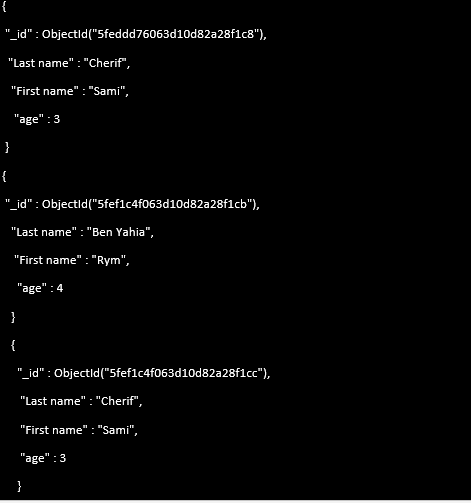 {
"_id" : ObjectId("5feddd76063d10d82a28f1c8"),
"Last name" : "Cherif",
"First name" : "Sami",
"age" : 3
}
{
"_id" : ObjectId("5fef1c4f063d10d82a28f1cb"),
"Last name" : "Ben Yahia",
"First name" : "Rym",
"age" : 4
}
{
"_id" : ObjectId("5fef1c4f063d10d82a28f1cc"),
"Last name" : "Cherif",
"First name" : "Sami",
"age" : 3
}